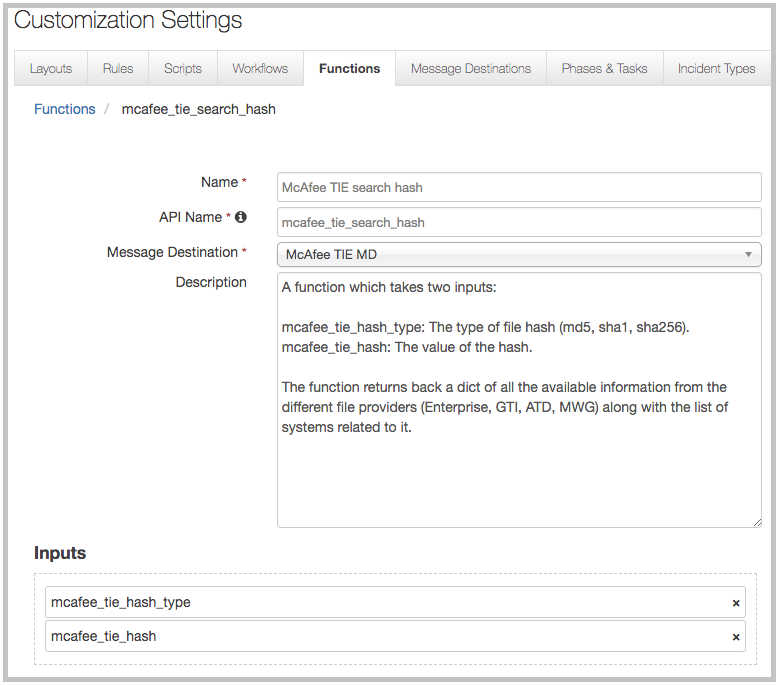 Customization Settings
Layouts Rules Scripts Workflows Functions Message Destinations Phases & Tasks Incident Types
Functions / mcafee_tie_search_hash
Name * McAfee TIE search hash
API Name * mcafee_tie_search_hash
Message Destination * McAfee TIE MD
Description
A function which takes two inputs:
mcafee_tie_hash_type: The type of file hash (md5, sha1, sha256).
mcafee_tie_hash: The value of the hash.
The function returns back a dict of all the available information from the
different file providers (Enterprise, GTI, ATD, MWG) along with the list of
systems related to it.
Inputs
mcafee_tie_hash_type ×
mcafee_tie_hash ×